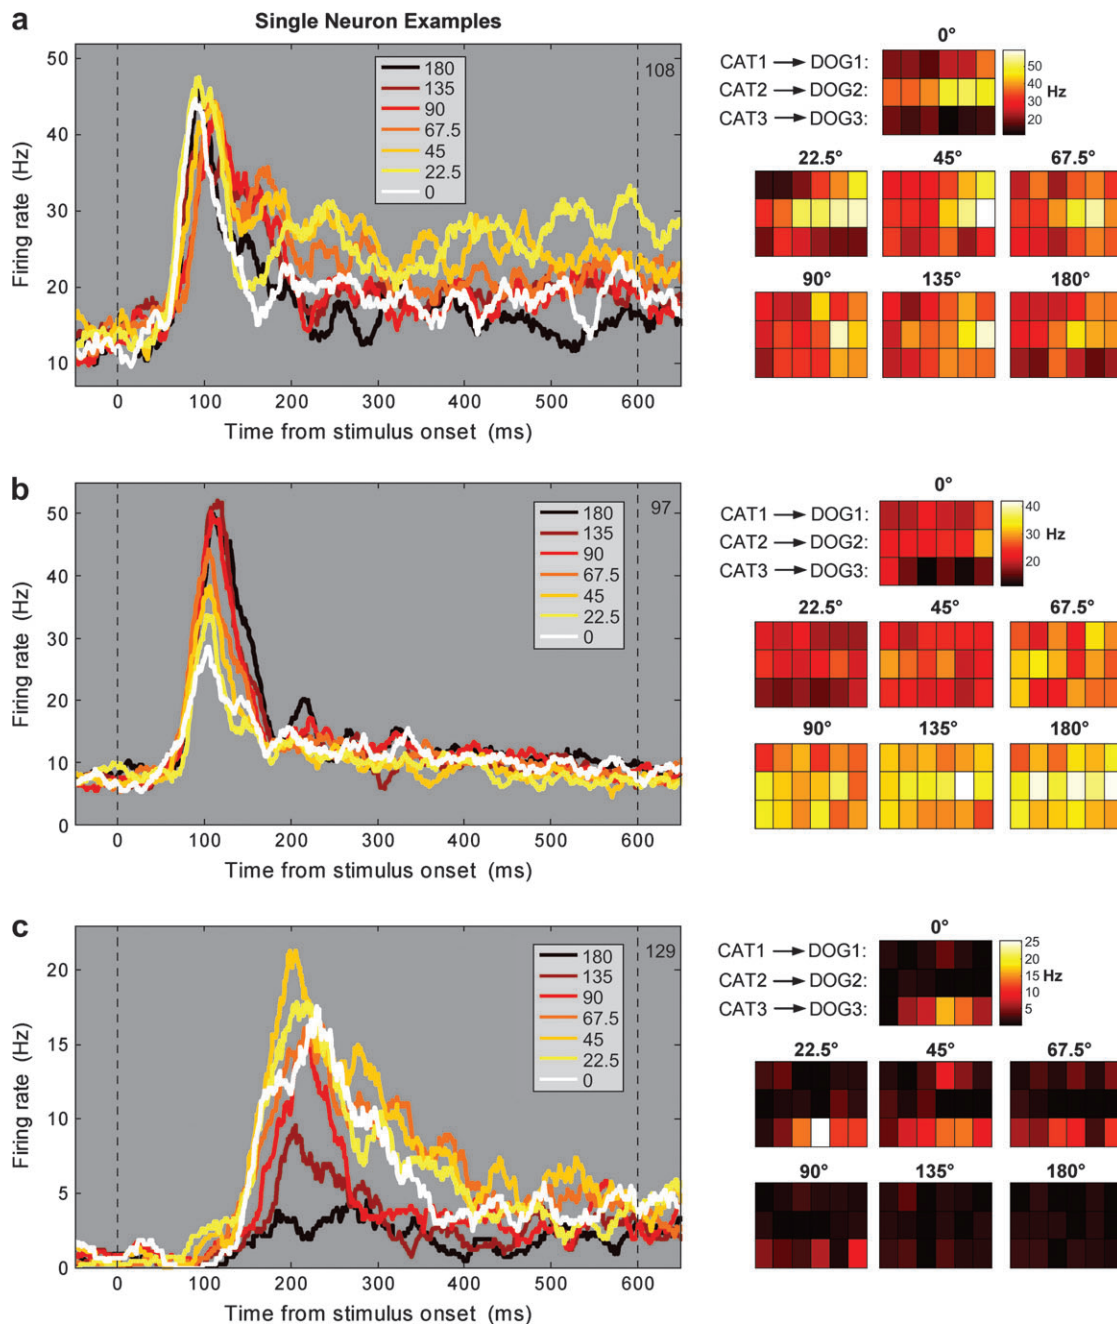 a
Single Neuron Examples
50
40
30
20
10
Firing rate (Hz)
180
135
90
67.5
45
22.5
0
108
0
100
200
300
400
500
600
Time from stimulus onset (ms)
0°
CAT1 → DOG1:
CAT2 → DOG2:
CAT3 → DOG3:
50
40
30
20
Hz
22.5° 45° 67.5°
90° 135° 180°
b
50
40
30
20
10
0
Firing rate (Hz)
180
135
90
67.5
45
22.5
0
97
0
100
200
300
400
500
600
Time from stimulus onset (ms)
0°
CAT1 → DOG1:
CAT2 → DOG2:
CAT3 → DOG3:
40
30
20
Hz
22.5° 45° 67.5°
90° 135° 180°
c
20
15
10
5
0
Firing rate (Hz)
180
135
90
67.5
45
22.5
0
129
0
100
200
300
400
500
600
Time from stimulus onset (ms)
0°
CAT1 → DOG1:
CAT2 → DOG2:
CAT3 → DOG3:
25
20
15
10
5
Hz
22.5° 45° 67.5°
90° 135° 180°